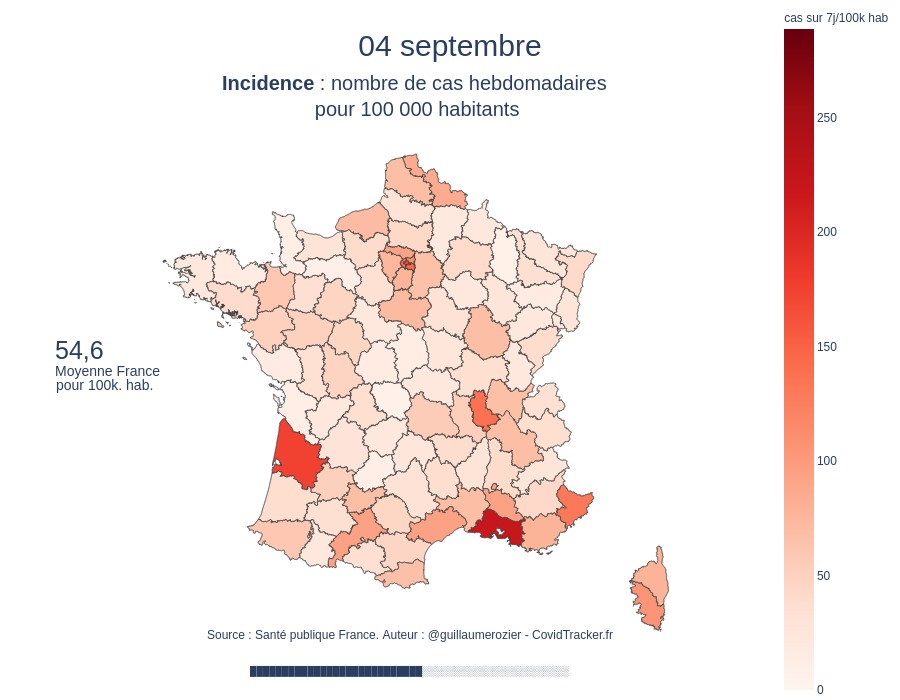 cas sur 7j/100k hab
04 septembre
Incidence : nombre de cas hebdomadaires
pour 100 000 habitants
250
200
150
100
50
0
54,6
Moyenne France
pour 100k. hab.
Source : Santé publique France. Auteur : @guillaumerozier - CovidTracker.fr